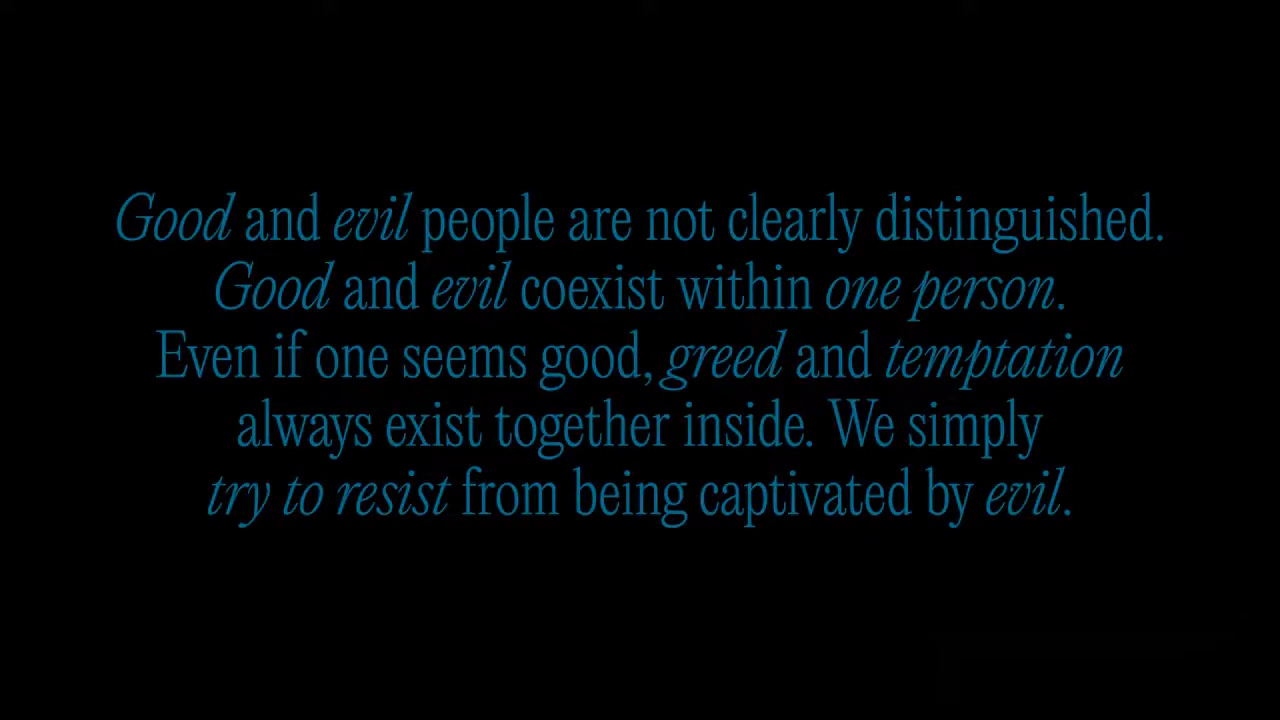 Good and evil people are not clearly distinguished.
Good and evil coexist within one person.
Even if one seems good, greed and temptation
always exist together inside. We simply
try to resist from being captivated by evil.